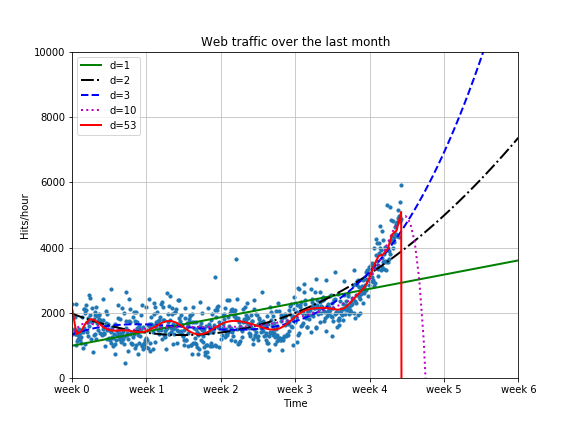 Web traffic over the last month
10000
8000
6000
4000
2000
0
Hits/hour
d=1
d=2
d=3
d=10
d=53
week 0
week 1
week 2
week 3
week 4
week 5
week 6
Time